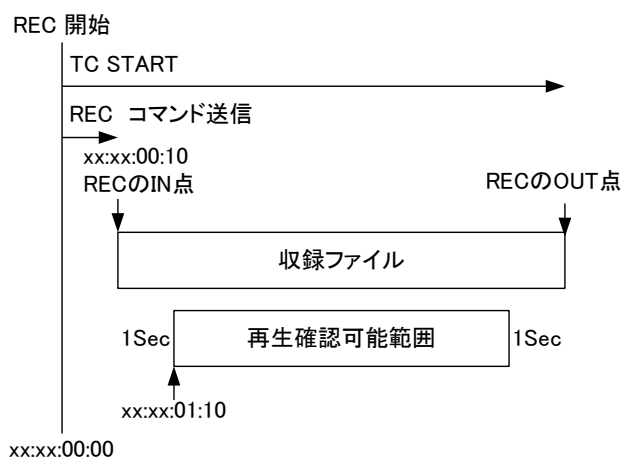 REC 開始
TC START
REC コマンド送信
xx:xx:00:10
RECのIN点
RECのOUT点
収録ファイル
1Sec
再生確認可能範囲
1Sec
xx:xx:01:10
xx:xx:00:00